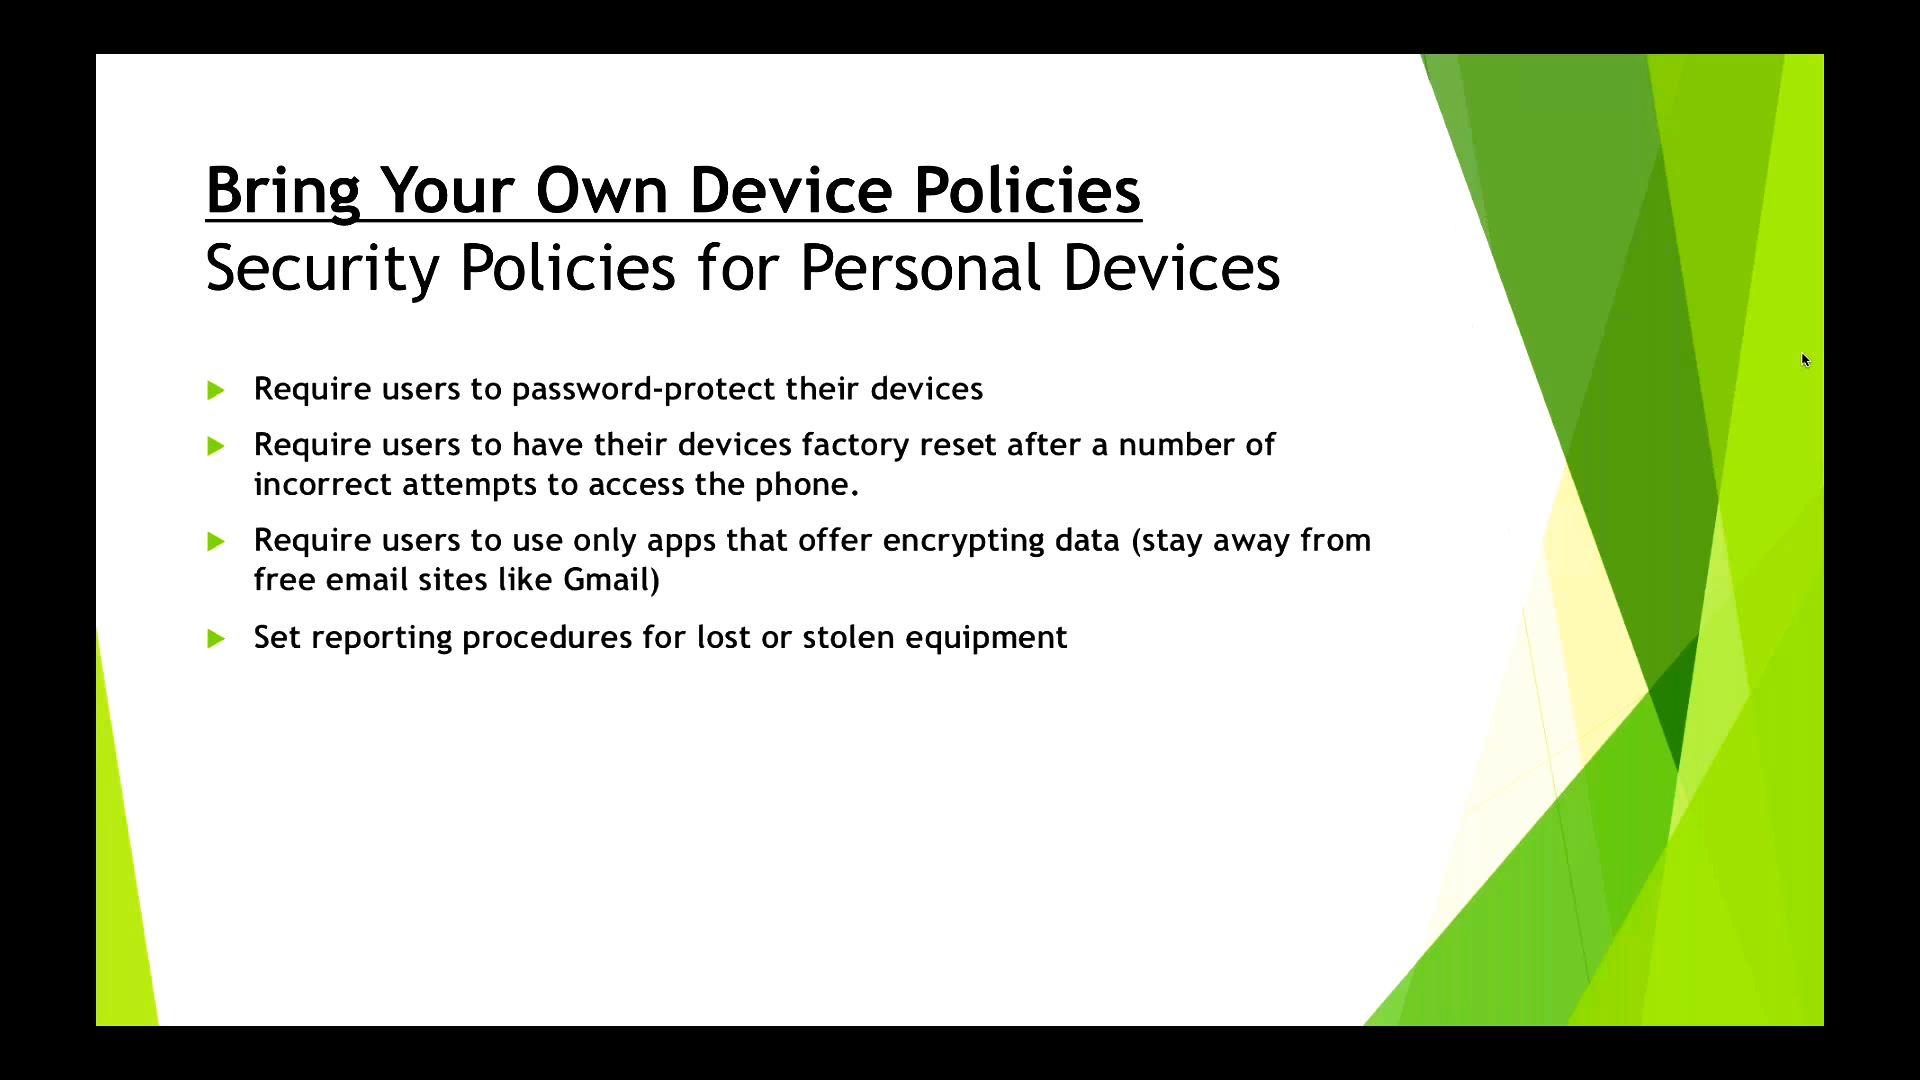 Bring Your Own Device Policies
Security Policies for Personal Devices
Require users to password-protect their devices
Require users to have their devices factory reset after a number of
incorrect attempts to access the phone.
Require users to use only apps that offer encrypting data (stay away from
free email sites like Gmail)
Set reporting procedures for lost or stolen equipment